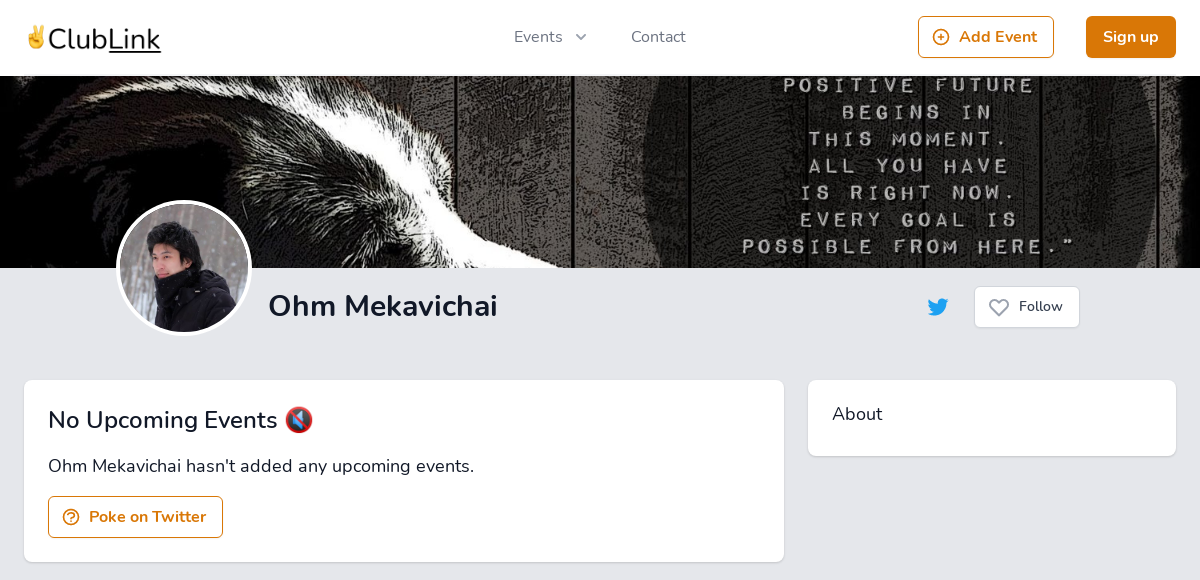 ✌️ClubLink
Events
Contact
Add Event
Sign up
POSITIVE FUTURE
BEGINS IN
THIS MOMENT.
ALL YOU HAVE
IS RIGHT NOW.
EVERY GOAL IS
POSSIBLE FROM HERE.”
Ohm Mekavichai
Follow
No Upcoming Events 🔇
Ohm Mekavichai hasn't added any upcoming events.
Poke on Twitter
About